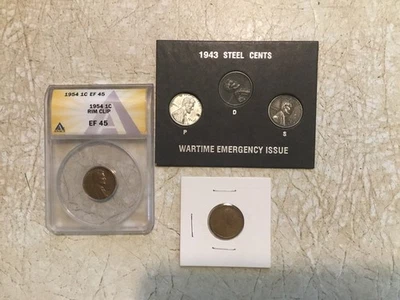 1954 1C EF 45
1954 1C
RIM CLIP
EF 45
1943 STEEL CENTS
P
D
S
WARTIME EMERGENCY ISSUE